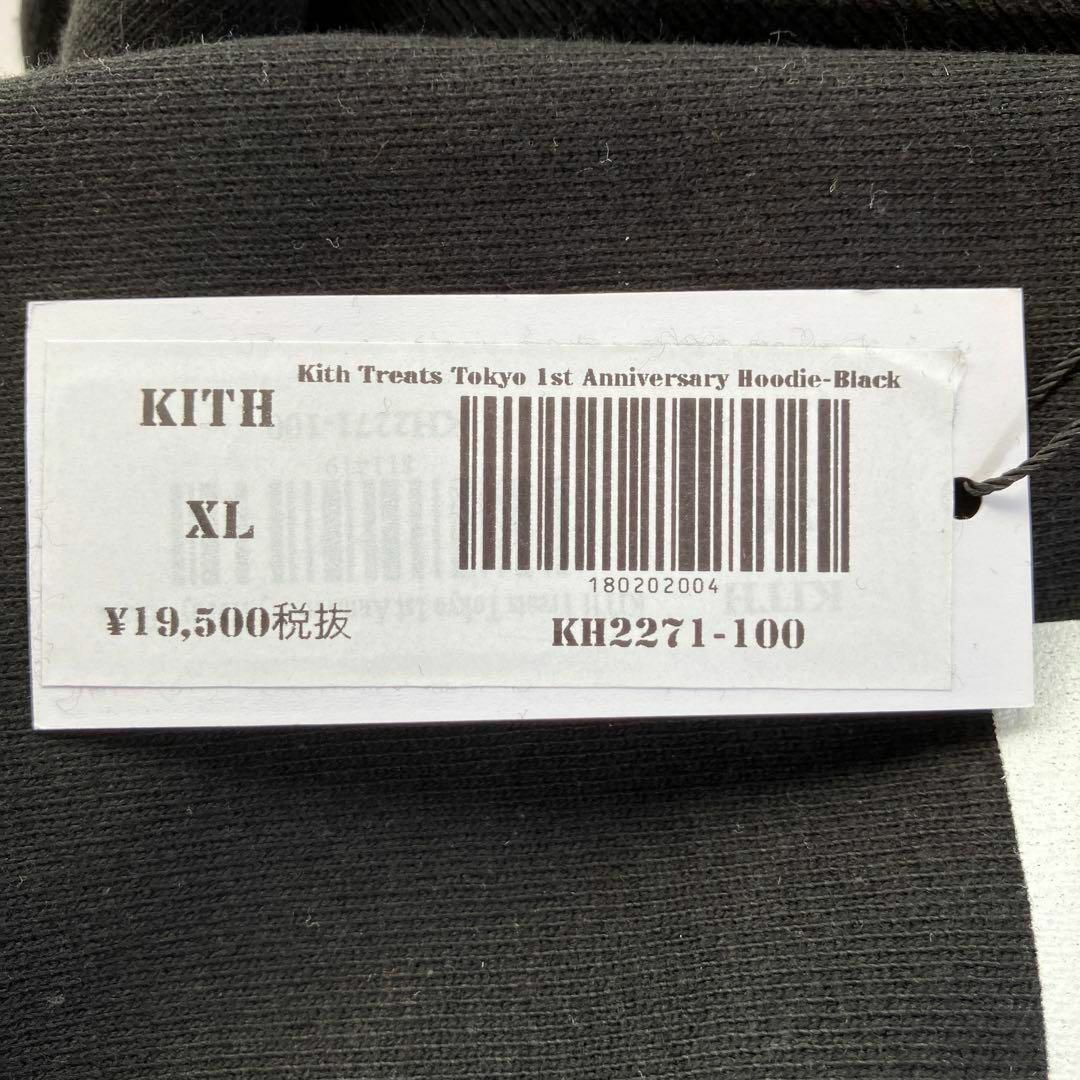 Kith Treats Tokyo 1st Anniversary Hoodie-Black
KITH
XL
180202004
¥19,500税抜
KH2271-100